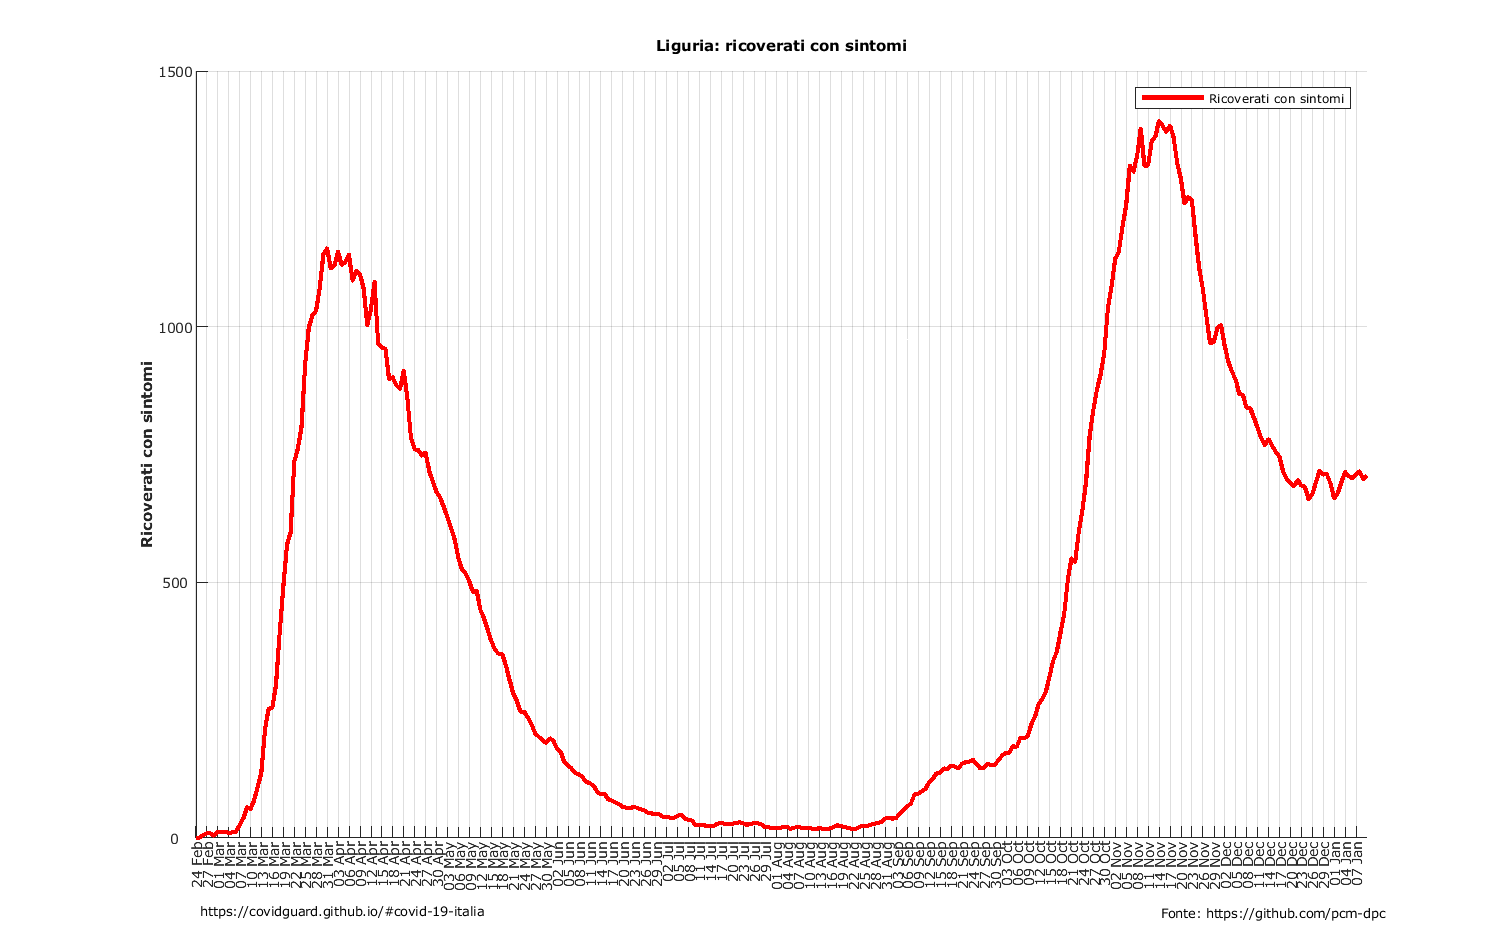 Liguria: ricoverati con sintomi
Ricoverati con sintomi
Ricoverati con sintomi
1500
1000
500
0
24 Feb
27 Feb
01 Mar
04 Mar
07 Mar
10 Mar
13 Mar
16 Mar
19 Mar
22 Mar
25 Mar
28 Mar
31 Mar
03 Apr
06 Apr
09 Apr
12 Apr
15 Apr
18 Apr
21 Apr
24 Apr
27 Apr
30 Apr
03 May
06 May
09 May
12 May
15 May
18 May
21 May
24 May
27 May
30 May
02 Jun
05 Jun
08 Jun
11 Jun
14 Jun
17 Jun
20 Jun
23 Jun
26 Jun
29 Jun
02 Jul
05 Jul
08 Jul
11 Jul
14 Jul
17 Jul
20 Jul
23 Jul
26 Jul
29 Jul
01 Aug
04 Aug
07 Aug
10 Aug
13 Aug
16 Aug
19 Aug
22 Aug
25 Aug
28 Aug
31 Aug
03 Sep
06 Sep
09 Sep
12 Sep
15 Sep
18 Sep
21 Sep
24 Sep
27 Sep
30 Sep
03 Oct
06 Oct
09 Oct
12 Oct
15 Oct
18 Oct
21 Oct
24 Oct
27 Oct
30 Oct
02 Nov
05 Nov
08 Nov
11 Nov
14 Nov
17 Nov
20 Nov
23 Nov
26 Nov
29 Nov
02 Dec
05 Dec
08 Dec
11 Dec
14 Dec
17 Dec
20 Dec
23 Dec
26 Dec
29 Dec
01 Jan
04 Jan
07 Jan
https://covidguard.github.io/#covid-19-italia
Fonte: https://github.com/pcm-dpc